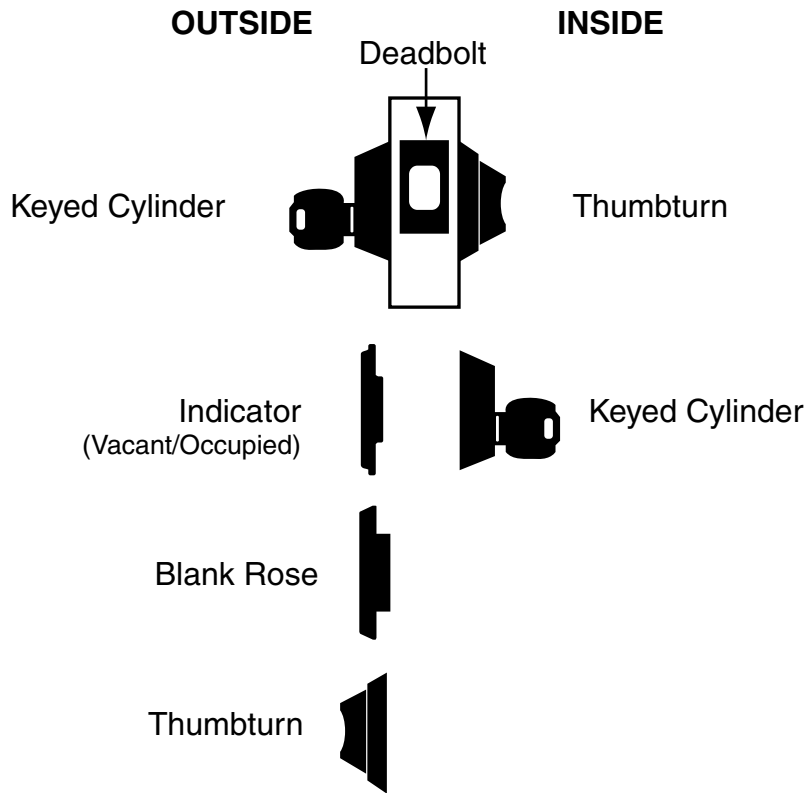 OUTSIDE
INSIDE
Deadbolt
Keyed Cylinder
Thumbturn
Indicator
(Vacant/Occupied)
Keyed Cylinder
Blank Rose
Thumbturn